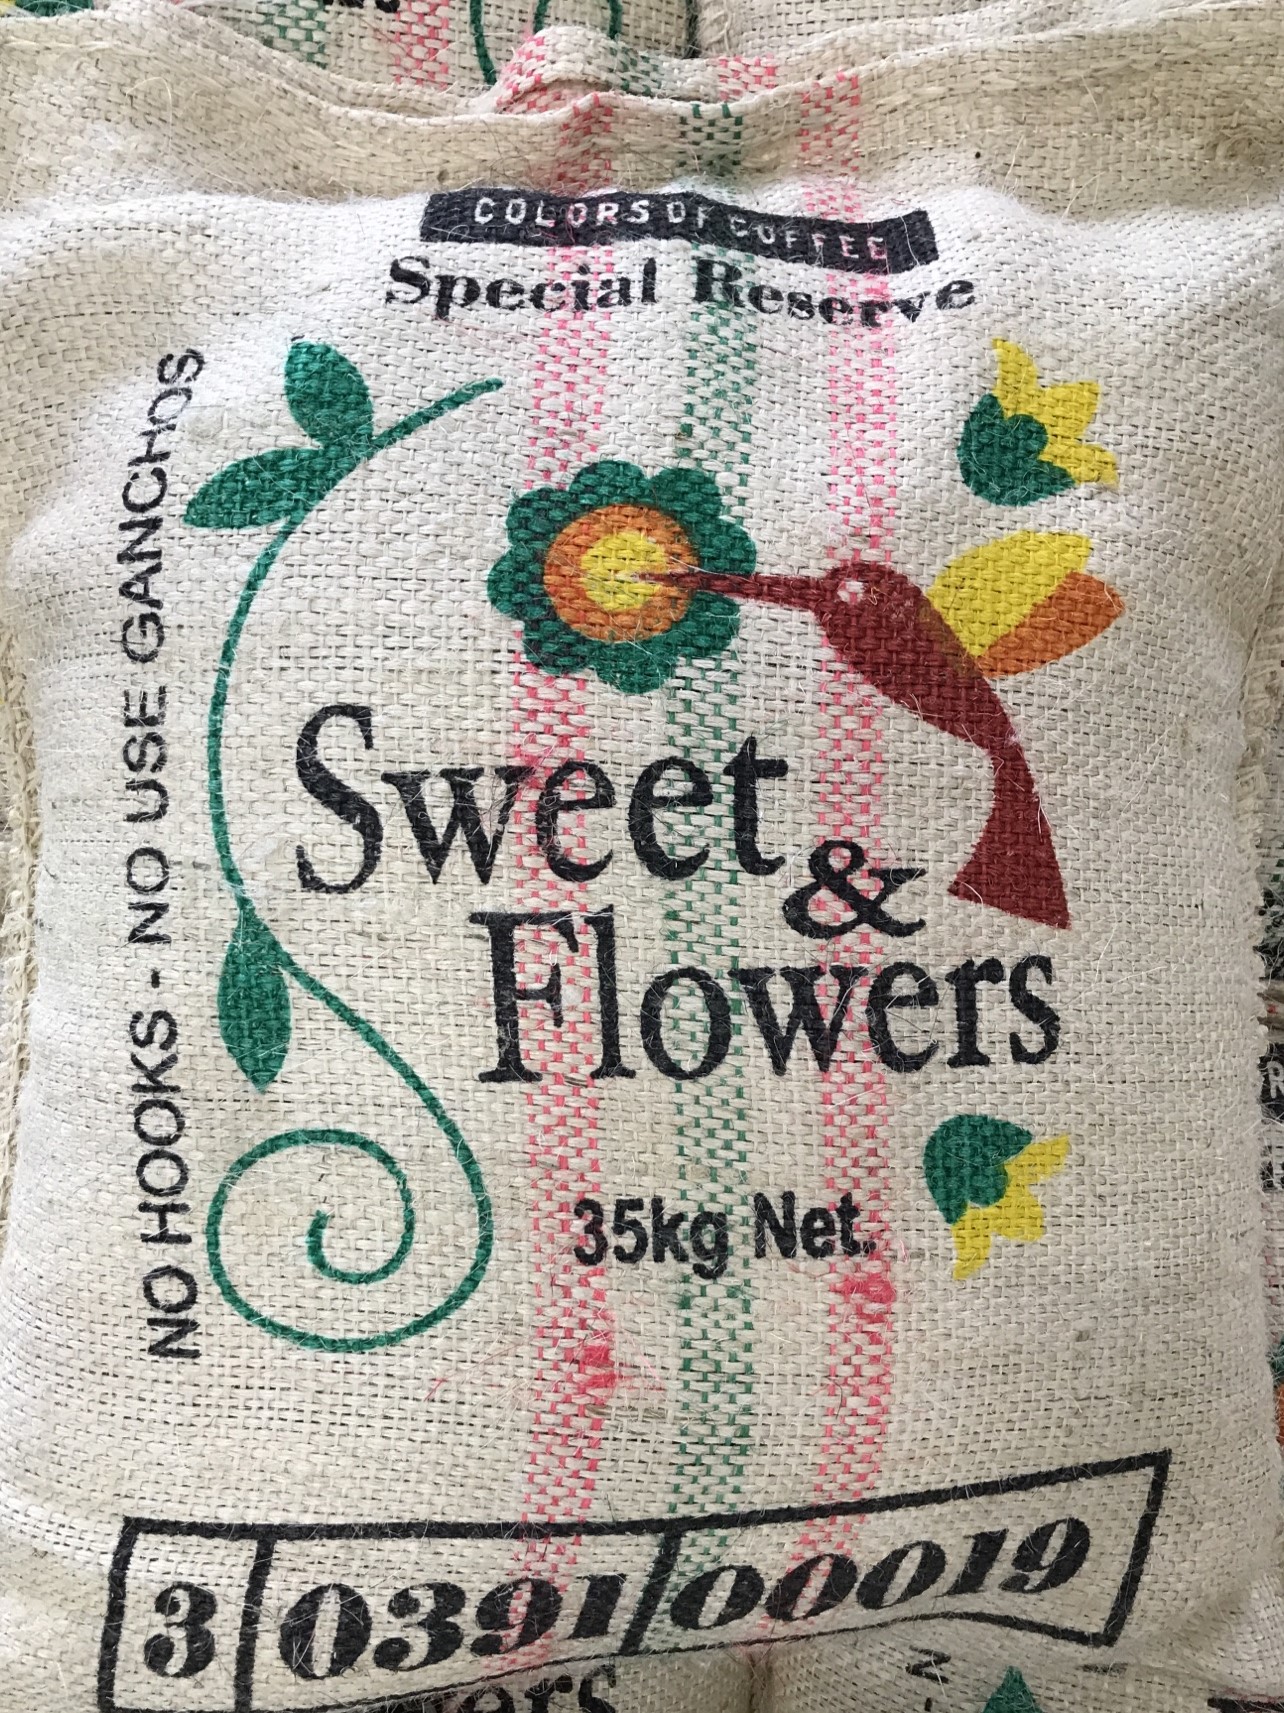 COLORS OF COFFEE
Special Reserve
NO HOOKS - NO USE GANCHOS
Sweet
&
Flowers
35kg Net.
3 0391 00019